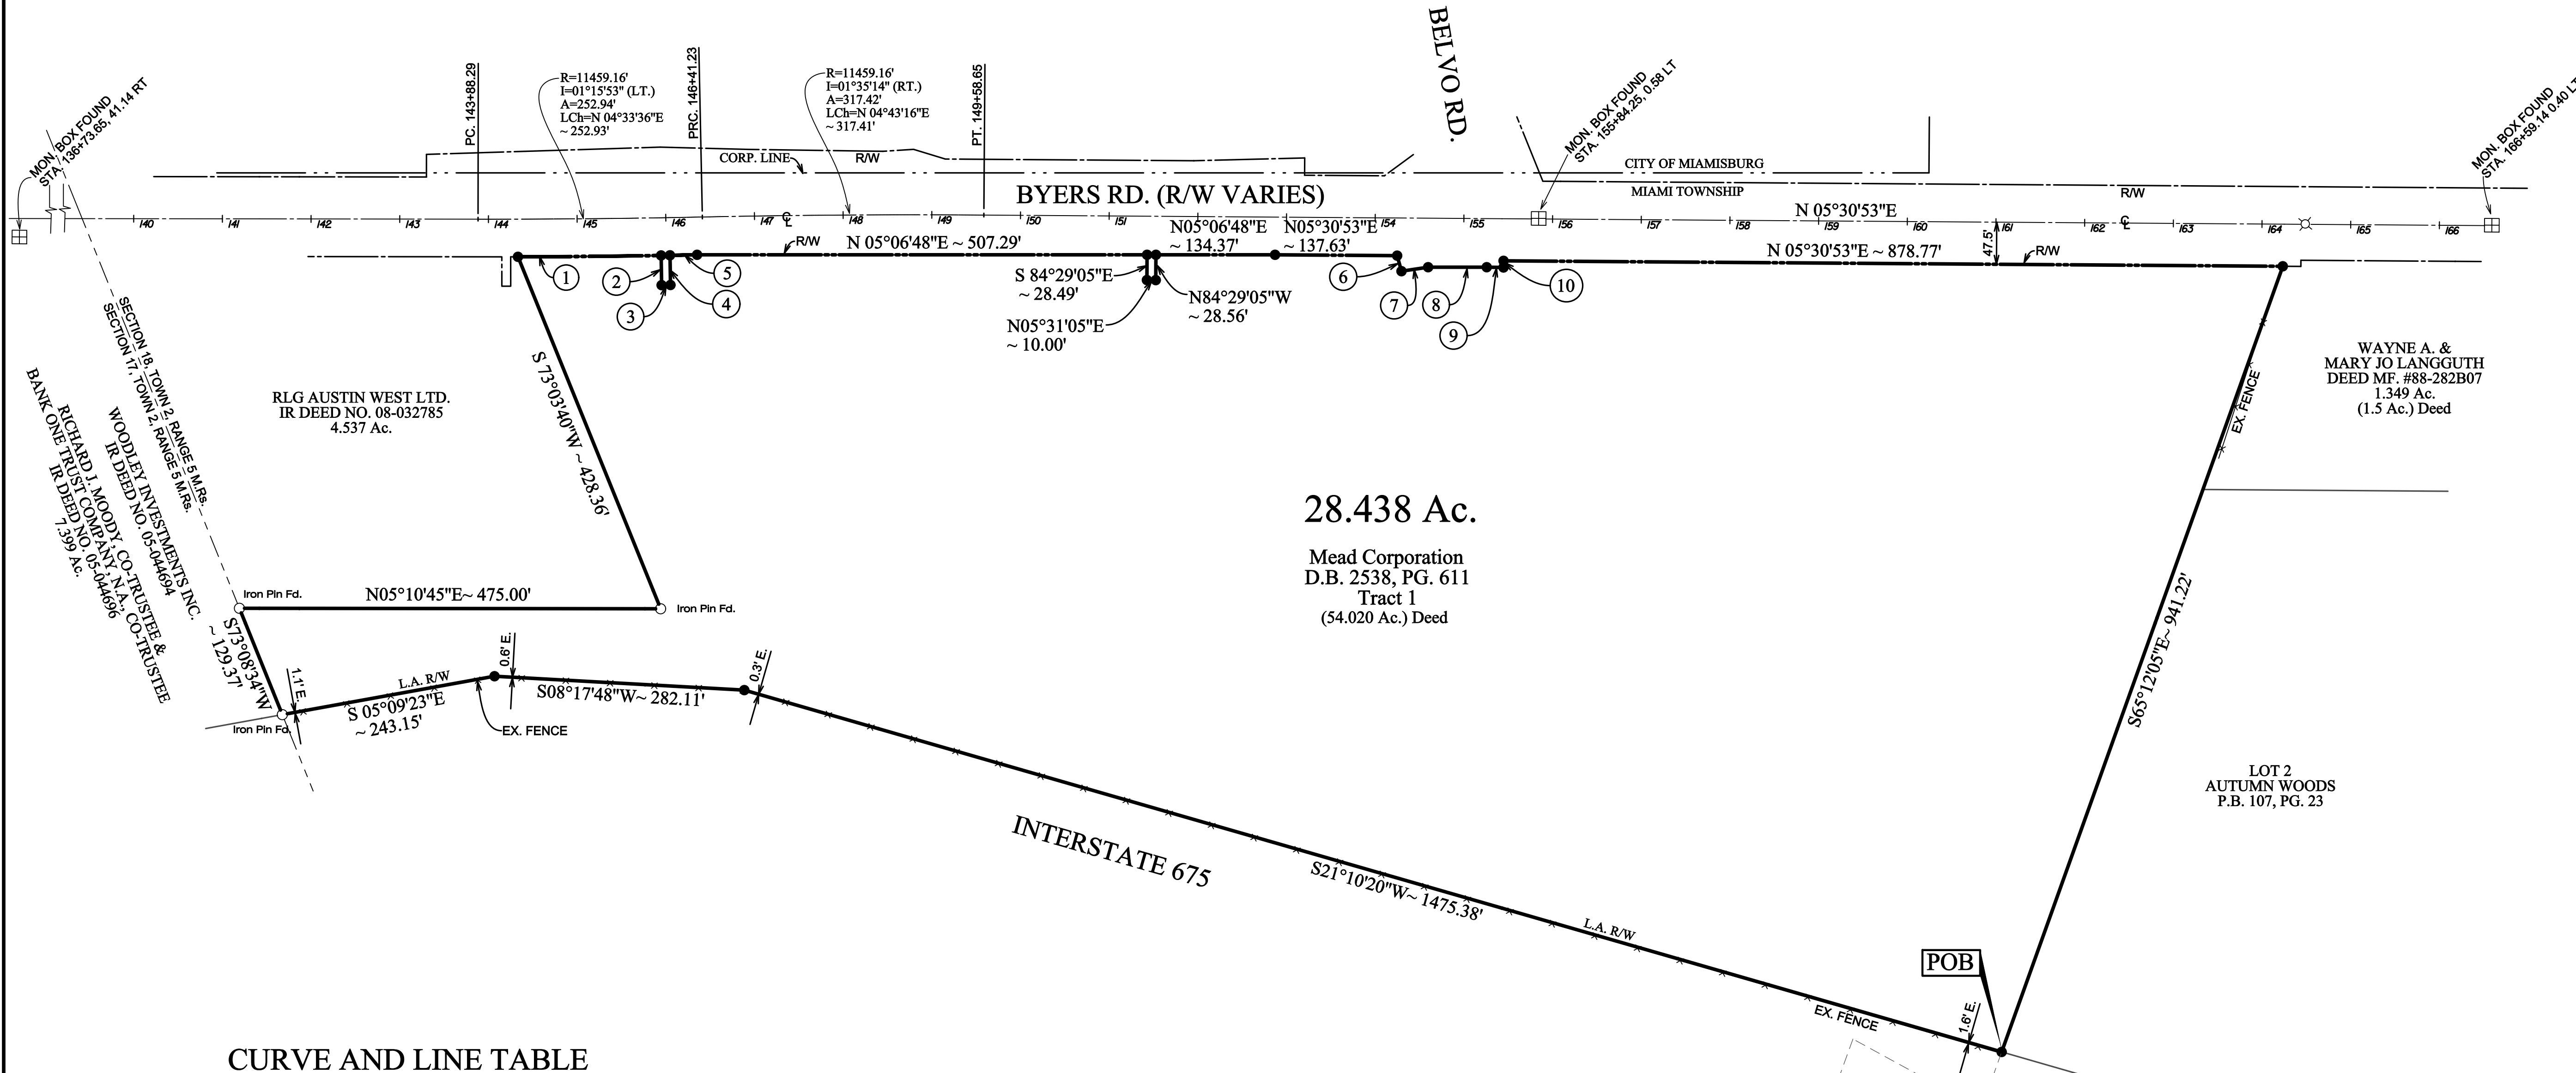 BELVO RD.
PC. 143+88.29
R=11459.16'
I=01°15'53" (LT.)
A=252.94'
LCh=N 04°33'36"E
~ 252.93'
PRC. 146+41.23
R=11459.16'
I=01°35'14" (RT.)
A=317.42'
LCh=N 04°43'16"E
~ 317.41'
PT. 149+58.65
MON. BOX FOUND
STA. 136+73.65, 41.14 RT
MON. BOX FOUND
STA. 155+84.25, 0.58 LT
MON. BOX FOUND
STA. 166+59.14 0.40 LT
CORP. LINE
R/W
CITY OF MIAMISBURG
MIAMI TOWNSHIP
R/W
BYERS RD. (R/W VARIES)
140 141 142 143 144 145 146 147 148 149 150 151 154 155 156 157 158 159 160 161 162 163 164 165 166
N 05°30'53"E
R/W
N 05°06'48"E ~ 507.29'
N05°06'48"E
~ 134.37'
N05°30'53"E
~ 137.63'
N 05°30'53"E ~ 878.77'
47.5'
R/W
1
2
3
4
5
S 84°29'05"E
~ 28.49'
N05°31'05"E
~ 10.00'
N84°29'05"W
~ 28.56'
6
7
8
9
10
SECTION 18, TOWN 2, RANGE 5 M.Rs.
SECTION 17, TOWN 2, RANGE 5 M.Rs.
WOODLEY INVESTMENTS INC.
IR DEED NO. 05-044694
RICHARD J. MOODY, CO-TRUSTEE &
BANK ONE TRUST COMPANY, N.A., CO-TRUSTEE
IR DEED NO. 05-044696
7.399 Ac.
RLG AUSTIN WEST LTD.
IR DEED NO. 08-032785
4.537 Ac.
S 73°03'40"W ~ 428.36'
WAYNE A. &
MARY JO LANGGUTH
DEED MF. #88-282B07
1.349 Ac.
(1.5 Ac.) Deed
EX. FENCE
28.438 Ac.
Mead Corporation
D.B. 2538, PG. 611
Tract 1
(54.020 Ac.) Deed
Iron Pin Fd.
N05°10'45"E~ 475.00'
Iron Pin Fd.
S73°08'34"W
~ 129.37'
Iron Pin Fd.
1.1' E.
L.A. R/W
S 05°09'23"E
~ 243.15'
0.6' E.
S08°17'48"W~ 282.11'
EX. FENCE
0.3' E.
S65°12'05"E~ 941.22'
LOT 2
AUTUMN WOODS
P.B. 107, PG. 23
INTERSTATE 675
S21°10'20"W~ 1475.38'
L.A. R/W
POB
EX. FENCE
1.6' E.
CURVE AND LINE TABLE